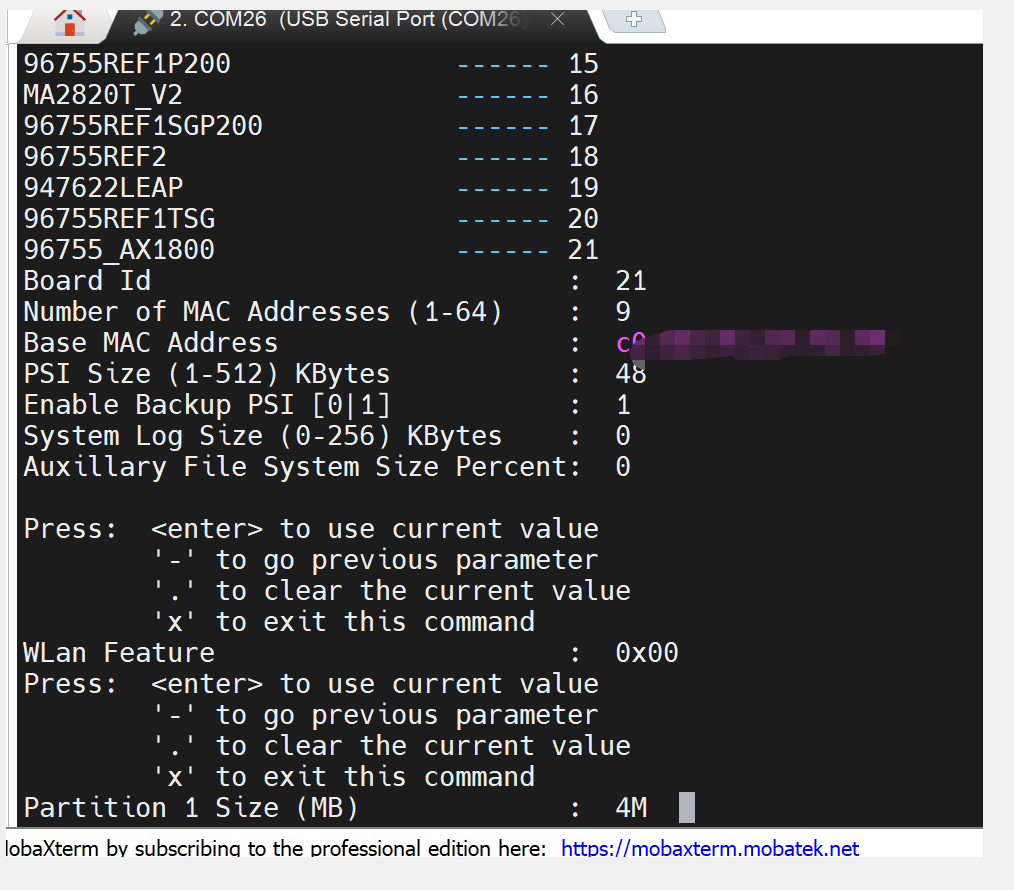 2. COM26 (USB Serial Port (COM26)
96755REF1P200 ------ 15
MA2820T_V2 ------ 16
96755REF1SGP200 ------ 17
96755REF2 ------ 18
947622LEAP ------ 19
96755REF1TSG ------ 20
96755_AX1800 ------ 21
Board Id : 21
Number of MAC Addresses (1-64) : 9
Base MAC Address : c0
PSI Size (1-512) KBytes : 48
Enable Backup PSI [0|1] : 1
System Log Size (0-256) KBytes : 0
Auxillary File System Size Percent: 0
Press: <enter> to use current value
'-' to go previous parameter
'.' to clear the current value
'x' to exit this command
WLan Feature : 0x00
Press: <enter> to use current value
'-' to go previous parameter
'.' to clear the current value
'x' to exit this command
Partition 1 Size (MB) : 4M
MobaXterm by subscribing to the professional edition here: https://mobaxterm.mobatek.net